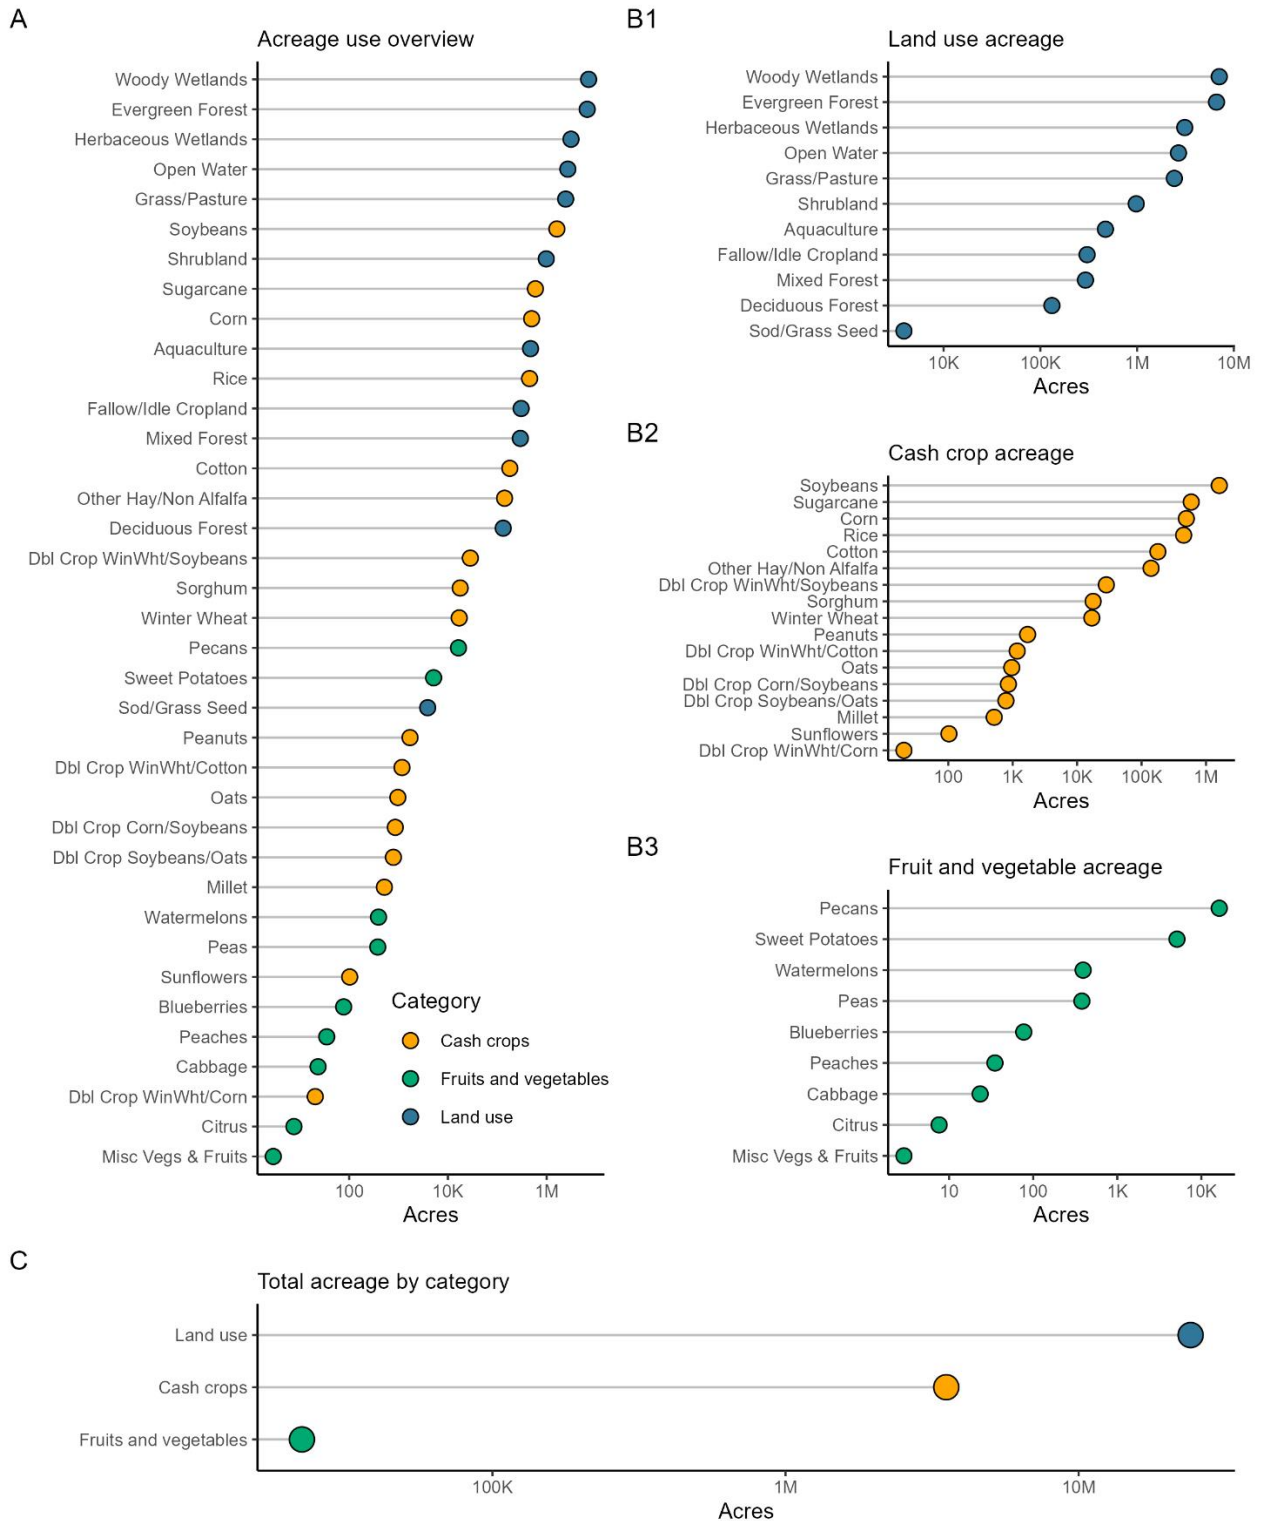 A
Acreage use overview
Woody Wetlands
Evergreen Forest
Herbaceous Wetlands
Open Water
Grass/Pasture
Soybeans
Shrubland
Sugarcane
Corn
Aquaculture
Rice
Fallow/Idle Cropland
Mixed Forest
Cotton
Other Hay/Non Alfalfa
Deciduous Forest
Dbl Crop WinWht/Soybeans
Sorghum
Winter Wheat
Pecans
Sweet Potatoes
Sod/Grass Seed
Peanuts
Dbl Crop WinWht/Cotton
Oats
Dbl Crop Corn/Soybeans
Dbl Crop Soybeans/Oats
Millet
Watermelons
Peas
Sunflowers
Blueberries
Peaches
Cabbage
Dbl Crop WinWht/Corn
Citrus
Misc Vegs & Fruits
Category
Cash crops
Fruits and vegetables
Land use
100 10K 1M
Acres
B1
Land use acreage
Woody Wetlands
Evergreen Forest
Herbaceous Wetlands
Open Water
Grass/Pasture
Shrubland
Aquaculture
Fallow/Idle Cropland
Mixed Forest
Deciduous Forest
Sod/Grass Seed
10K 100K 1M 10M
Acres
B2
Cash crop acreage
Soybeans
Sugarcane
Corn
Rice
Cotton
Other Hay/Non Alfalfa
Dbl Crop WinWht/Soybeans
Sorghum
Winter Wheat
Peanuts
Dbl Crop WinWht/Cotton
Oats
Dbl Crop Corn/Soybeans
Dbl Crop Soybeans/Oats
Millet
Sunflowers
Dbl Crop WinWht/Corn
100 1K 10K 100K 1M
Acres
B3
Fruit and vegetable acreage
Pecans
Sweet Potatoes
Watermelons
Peas
Blueberries
Peaches
Cabbage
Citrus
Misc Vegs & Fruits
10 100 1K 10K
Acres
C
Total acreage by category
Land use
Cash crops
Fruits and vegetables
100K 1M 10M
Acres